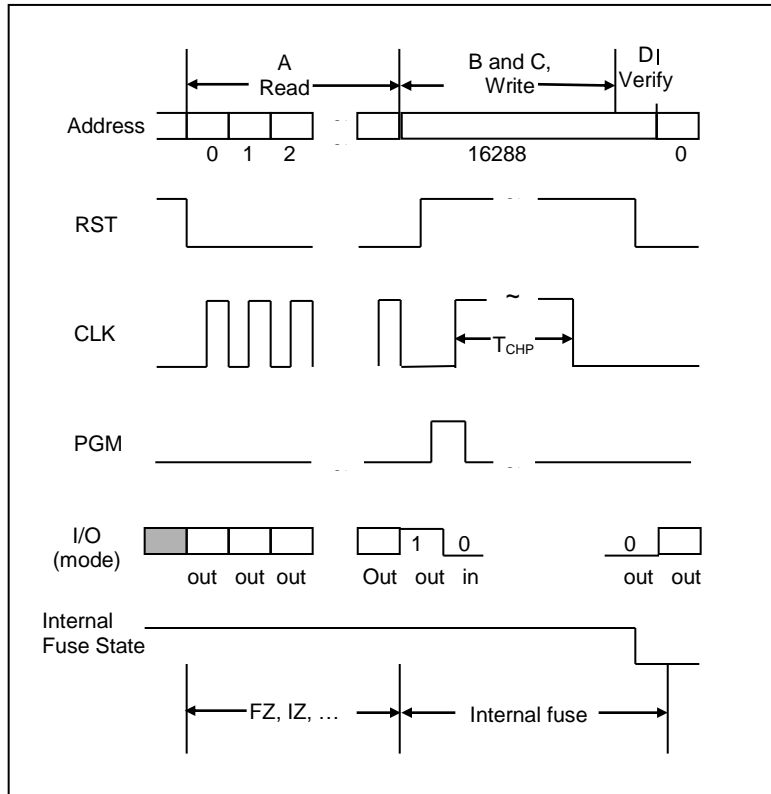 A
Read
B and C,
Write
D
Verify
Address
0 1 2
16288
0
RST
CLK
~
TCHP
PGM
I/O
(mode)
1 0
0
out out out
Out out in
out out
Internal
Fuse State
FZ, IZ, …
Internal fuse